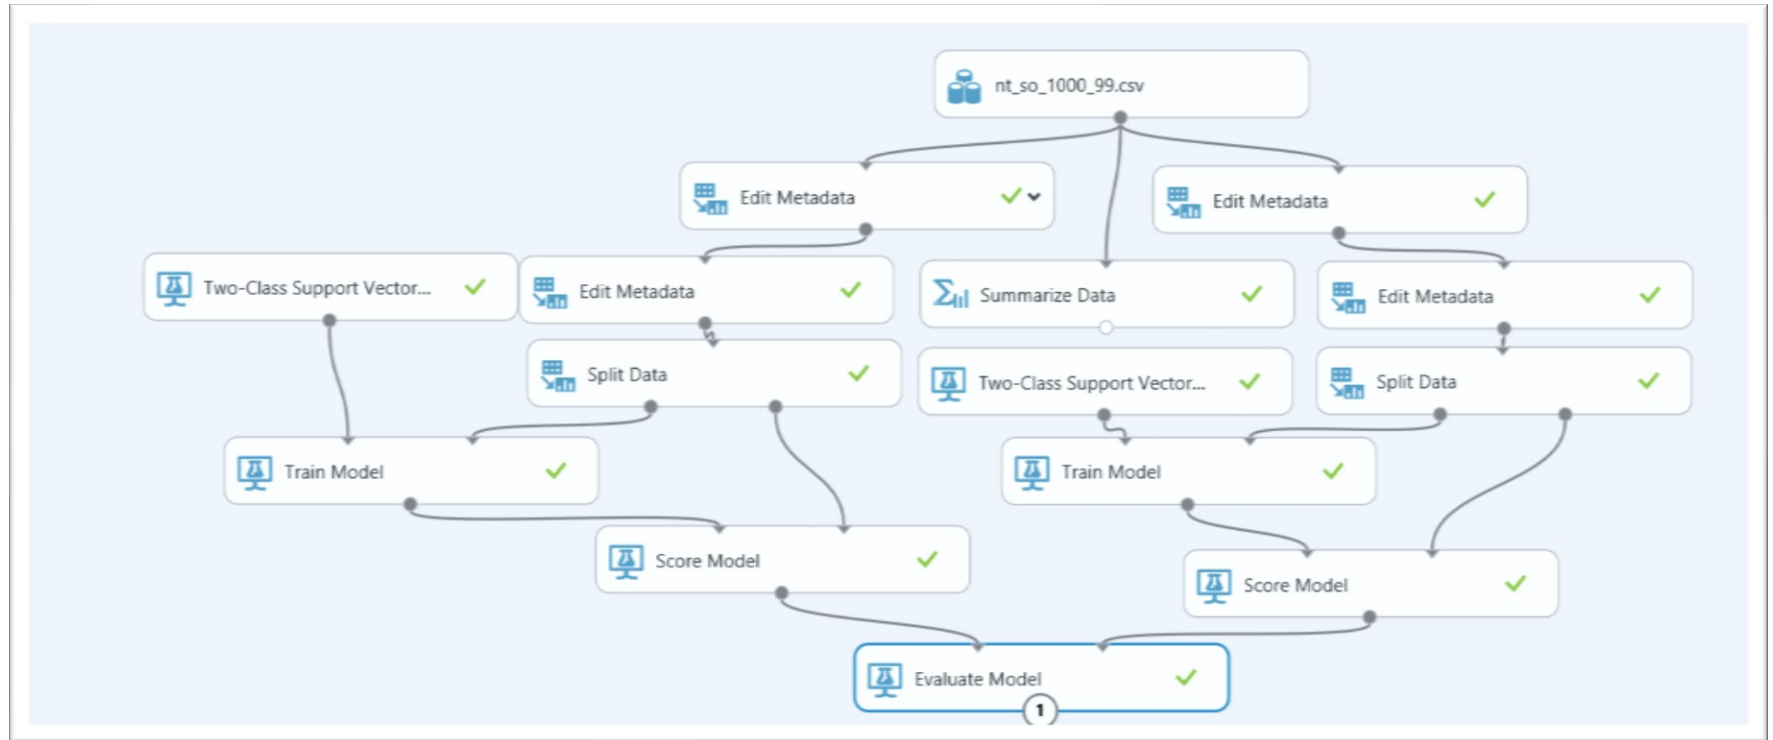 nt_so_1000_99.csv
Edit Metadata
Edit Metadata
Two-Class Support Vector...
Edit Metadata
Summarize Data
Edit Metadata
Split Data
Two-Class Support Vector...
Split Data
Train Model
Train Model
Score Model
Score Model
Evaluate Model
1